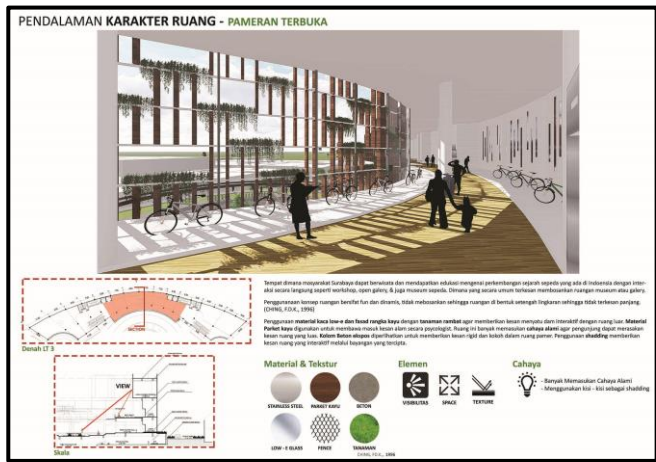 PENDALAMAN KARAKTER RUANG - PAMERAN TERBUKA
Tempat dimana masyarakat Surabaya dapat berwisata dan mendapatkan edukasi mengenai perkembangan sejarah sepeda yang ada di Indonesia dengan inter-
aksi secara langsung seperti workshop, open galery, & juga museum sepeda. Dimana yang secara umum terkesan membosankan ruangan museum atau galery.
Penggunaan konsep ruangan bersifat fun dan dinamis, tidak mebosankan sehingga ruangan di bentuk setengah lingkaran sehingga tidak terkesan panjang.
(CHING, F.D.K., 1996)
Penggunan material kaca low-e dan fasad rangka kayu dengan tanaman rambat agar memberikan kesan menyatu dan interaktif dengan ruang luar. Material
Parket kayu digunakan untuk membawa masuk kesan alam secara psycologist. Ruang ini banyak memasukan cahaya alami agar pengunjung dapat merasakan
kesan ruang yang luas. Kolom Beton ekspos diperlihatkan untuk memberikan kesan rigid dan kokoh dalam ruang pamer. Penggunaan shadding memberikan
kesan ruang yang interaktif melalui bayangan yang tercipta.
SECTION
Denah LT 3
VIEW
Skala
Material & Tekstur
STAINLESS STEEL
PARKET KAYU
BETON
LOW - E GLASS
FENCE
TANAMAN
CHING, F.D.K., 1996
Elemen
VISIBILITAS
SPACE
TEXTURE
Cahaya
- Banyak Memasukan Cahaya Alami
- Menggunakan kisi - kisi sebagai shadding